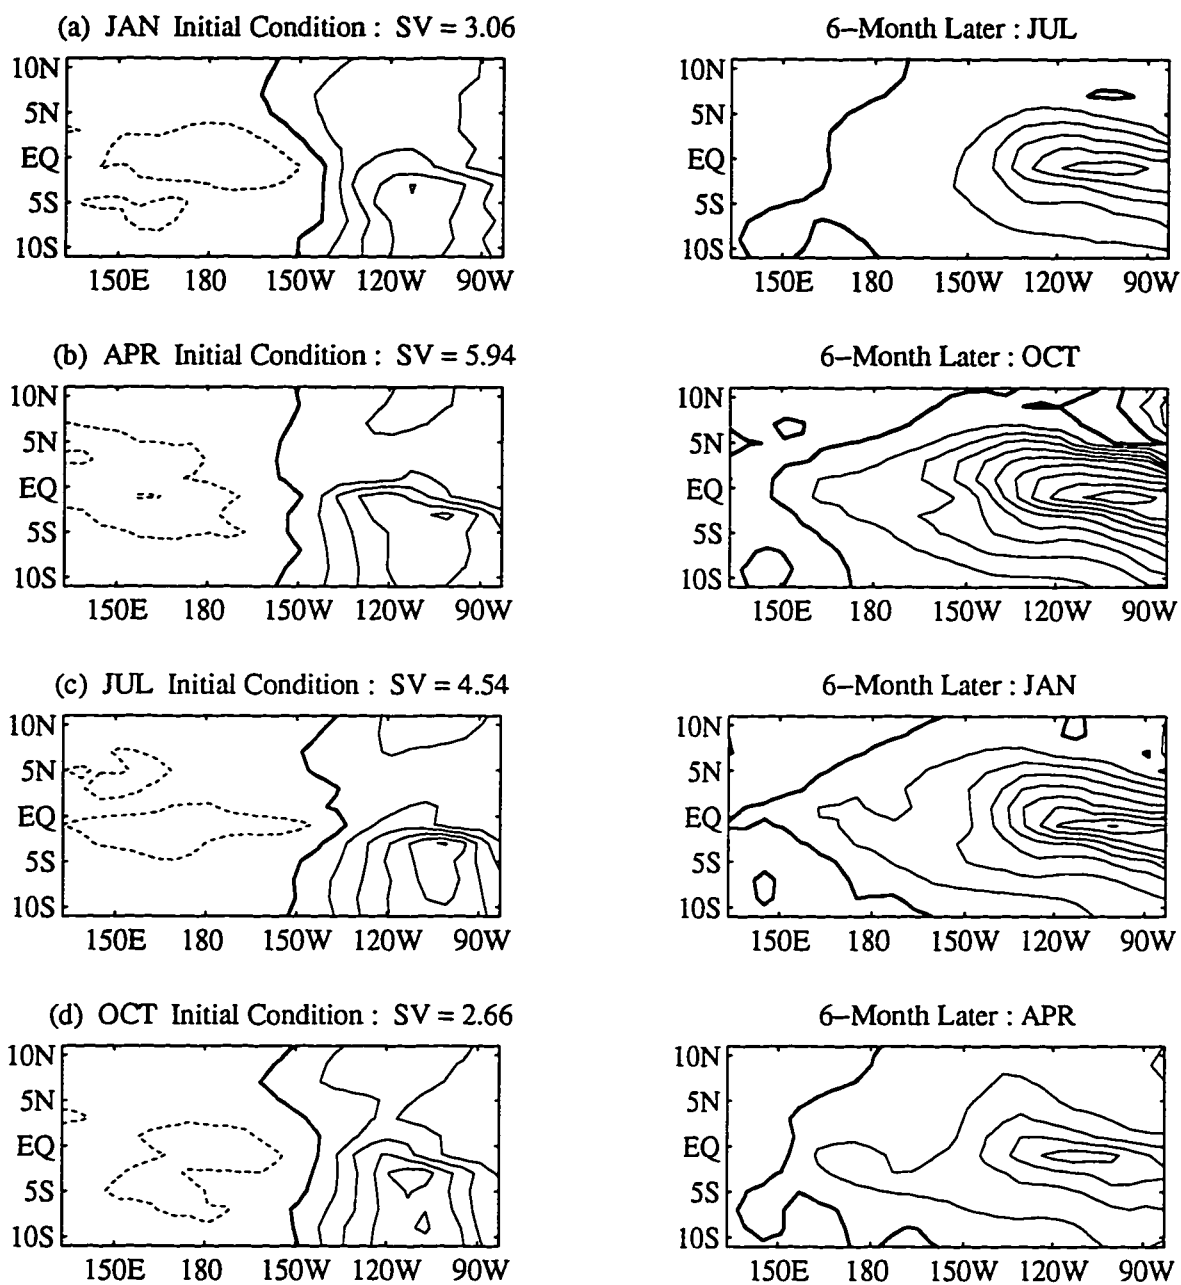 (a) JAN Initial Condition : SV = 3.06
6−Month Later : JUL
10N
5N
EQ
5S
10S
150E 180 150W 120W 90W
10N
5N
EQ
5S
10S
150E 180 150W 120W 90W
(b) APR Initial Condition : SV = 5.94
6−Month Later : OCT
10N
5N
EQ
5S
10S
150E 180 150W 120W 90W
10N
5N
EQ
5S
10S
150E 180 150W 120W 90W
(c) JUL Initial Condition : SV = 4.54
6−Month Later : JAN
10N
5N
EQ
5S
10S
150E 180 150W 120W 90W
10N
5N
EQ
5S
10S
150E 180 150W 120W 90W
(d) OCT Initial Condition : SV = 2.66
6−Month Later : APR
10N
5N
EQ
5S
10S
150E 180 150W 120W 90W
10N
5N
EQ
5S
10S
150E 180 150W 120W 90W